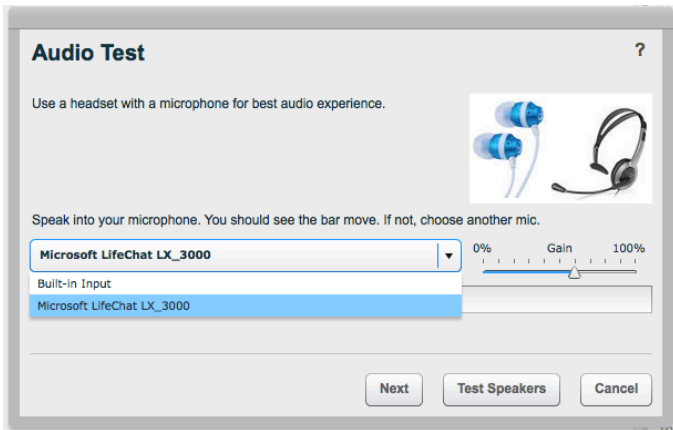 Audio Test
?
Use a headset with a microphone for best audio experience.
Speak into your microphone. You should see the bar move. If not, choose another mic.
Microsoft LifeChat LX_3000
0% Gain 100%
Built-in Input
Microsoft LifeChat LX_3000
Next Test Speakers Cancel